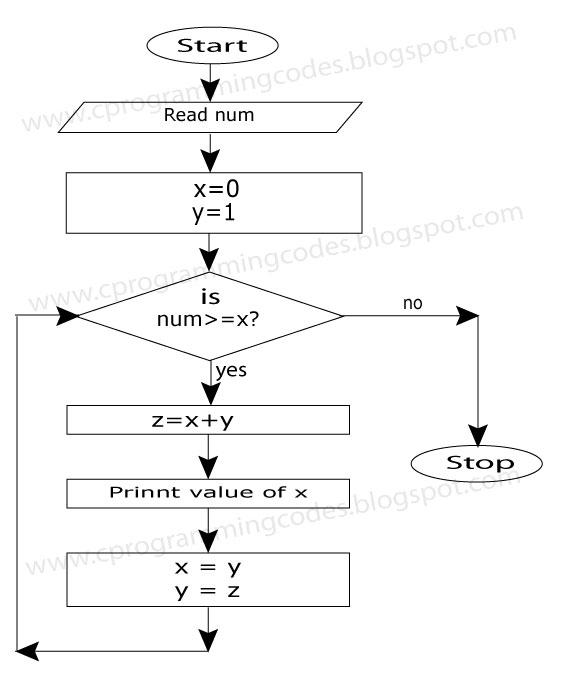 Start
www.cprogrammingcodes.blogspot.com
Read num
x=0
y=1
www.cprogrammingcodes.blogspot.com
is
num>=x?
no
yes
z=x+y
Stop
Prinnt value of x
www.cprogrammingcodes.blogspot.com
x = y
y = z